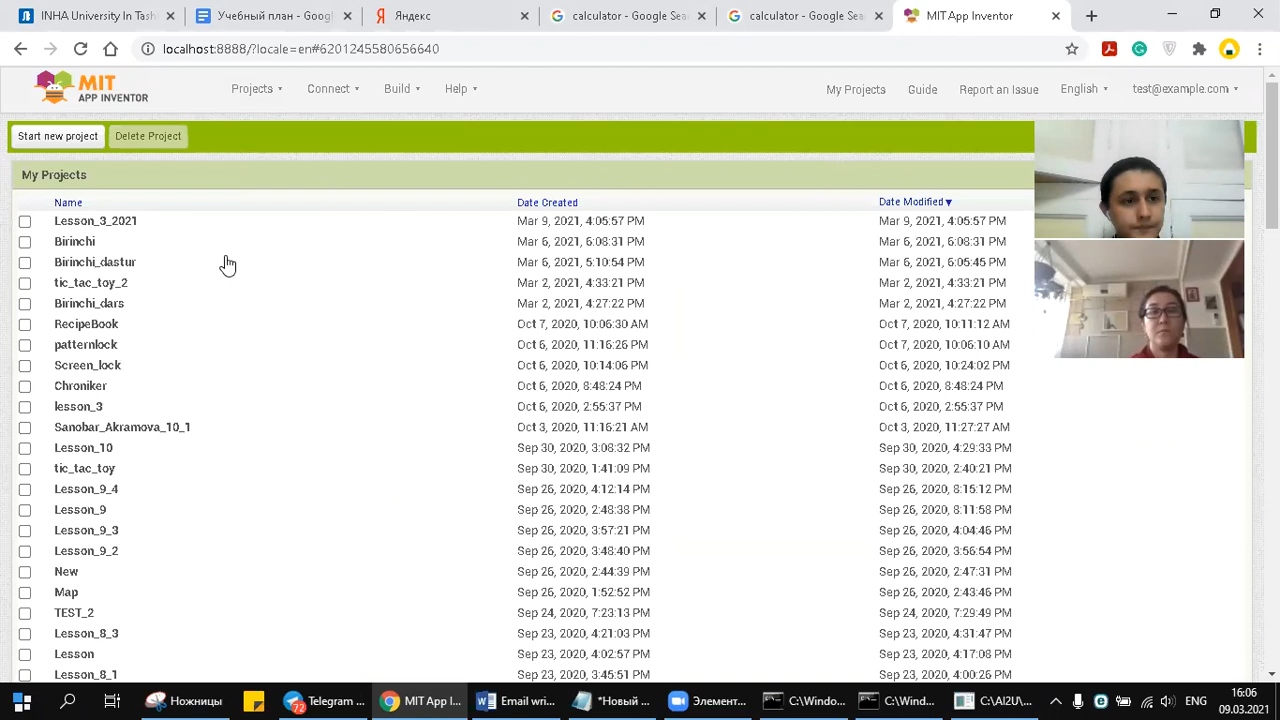 INHA University In Tash
Учебный план - Googl
Яндекс
calculator - Google Sea
calculator - Google Sea
MIT App Inventor
localhost:8888/?locale=en#6201245580656640
MIT APP INVENTOR
Projects
Connect
Build
Help
My Projects
Guide
Report an Issue
English
test@example.com
Start new project
Delete Project
My Projects
Name Date Created Date Modified
Lesson_3_2021 Mar 9, 2021, 4:05:57 PM Mar 9, 2021, 4:05:57 PM
Birinchi Mar 6, 2021, 6:08:31 PM Mar 6, 2021, 6:08:31 PM
Birinchi_dastur Mar 6, 2021, 5:10:54 PM Mar 6, 2021, 6:05:45 PM
tic_tac_toy_2 Mar 2, 2021, 4:33:21 PM Mar 2, 2021, 4:33:21 PM
Birinchi_dars Mar 2, 2021, 4:27:22 PM Mar 2, 2021, 4:27:22 PM
RecipeBook Oct 7, 2020, 10:06:30 AM Oct 7, 2020, 10:11:12 AM
patternlock Oct 6, 2020, 11:16:26 PM Oct 7, 2020, 10:06:10 AM
Screen_lock Oct 6, 2020, 10:14:06 PM Oct 6, 2020, 10:24:02 PM
Chroniker Oct 6, 2020, 8:48:24 PM Oct 6, 2020, 8:48:24 PM
lesson_3 Oct 6, 2020, 2:55:37 PM Oct 6, 2020, 2:55:37 PM
Sanobar_Akramova_10_1 Oct 3, 2020, 11:16:21 AM Oct 3, 2020, 11:27:27 AM
Lesson_10 Sep 30, 2020, 3:08:32 PM Sep 30, 2020, 4:29:33 PM
tic_tac_toy Sep 30, 2020, 1:41:09 PM Sep 30, 2020, 2:40:21 PM
Lesson_9_4 Sep 26, 2020, 4:12:14 PM Sep 26, 2020, 8:15:12 PM
Lesson_9 Sep 26, 2020, 2:48:38 PM Sep 26, 2020, 8:11:58 PM
Lesson_9_3 Sep 26, 2020, 3:57:21 PM Sep 26, 2020, 4:04:46 PM
Lesson_9_2 Sep 26, 2020, 3:48:40 PM Sep 26, 2020, 3:56:54 PM
New Sep 26, 2020, 2:44:39 PM Sep 26, 2020, 2:47:31 PM
Map Sep 26, 2020, 1:52:52 PM Sep 26, 2020, 2:43:46 PM
TEST_2 Sep 24, 2020, 7:23:13 PM Sep 24, 2020, 7:29:49 PM
Lesson_8_3 Sep 23, 2020, 4:21:03 PM Sep 23, 2020, 4:31:47 PM
Lesson Sep 23, 2020, 4:02:57 PM Sep 23, 2020, 4:17:08 PM
Lesson_8_1 Sep 23, 2020, 3:45:51 PM Sep 23, 2020, 4:00:26 PM
Ножницы
72
Telegram ...
MIT App I...
Email wri...
*Новый ...
Элемент...
C:\Windo...
C:\Wind...
C:\AI2U\...
ENG
16:06
09.03.2021